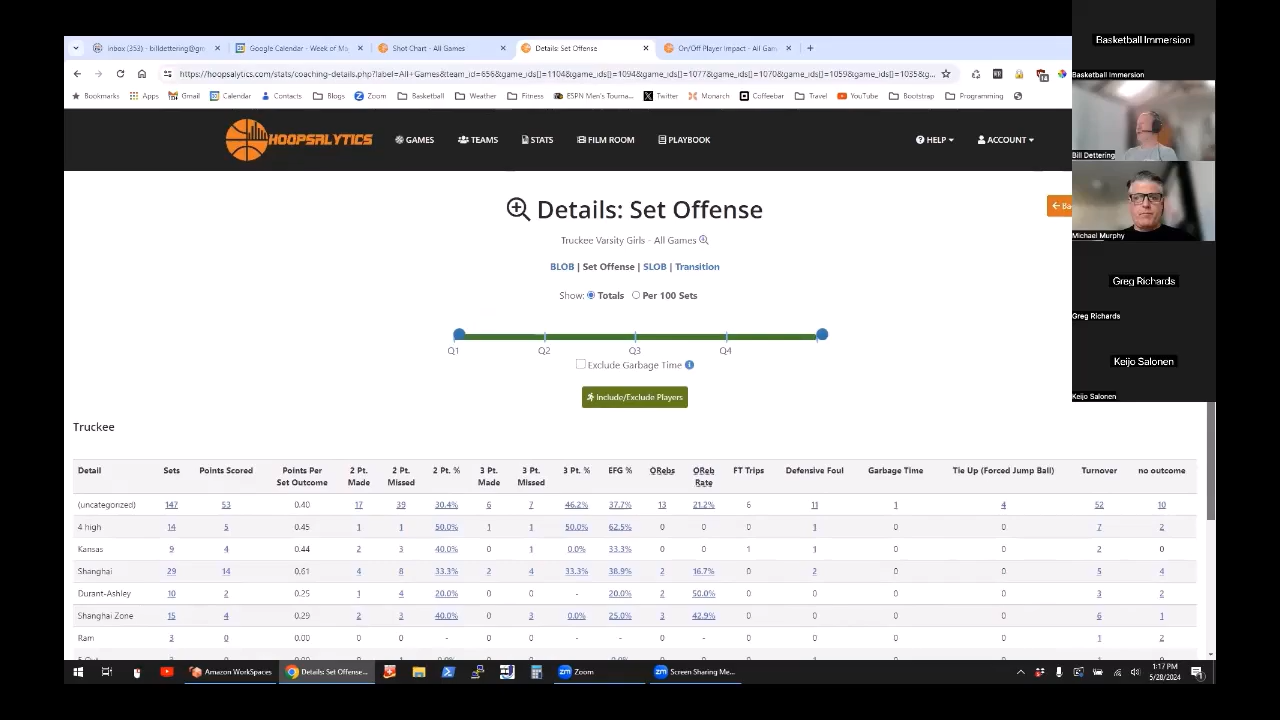 Inbox (353) - billdettering@gm
Google Calendar - Week of Ma
Shot Chart - All Games
Details: Set Offense
On/Off Player Impact - All Gam
https://hoopsalytics.com/stats/coaching-details.php?label=All+Games&team_id=656&game_ids[]=1104&game_ids[]=1094&game_ids[]=1077&game_ids[]=1070&game_ids[]=1059&game_ids[]=1035&g...
Bookmarks Apps Gmail Calendar Contacts Blogs Zoom Basketball Weather Fitness ESPN Men's Tourna... Twitter Monarch Coffeebar Travel YouTube Bootstrap Programming
HOOPSALYTICS GAMES TEAMS STATS FILM ROOM PLAYBOOK HELP ACCOUNT
Basketball Immersion
Basketball Immersion
Bill Dettering
Michael Murphy
Greg Richards
Greg Richards
Keijo Salonen
Keijo Salonen
Details: Set Offense
Ba
Truckee Varsity Girls - All Games
BLOB | Set Offense | SLOB | Transition
Show: Totals Per 100 Sets
Q1 Q2 Q3 Q4
Exclude Garbage Time
Include/Exclude Players
Truckee
Detail Sets Points Scored Points Per Set Outcome 2 Pt. Made 2 Pt. Missed 2 Pt. % 3 Pt. Made 3 Pt. Missed 3 Pt. % EFG % ORebs OReb Rate FT Trips Defensive Foul Garbage Time Tie Up (Forced Jump Ball) Turnover no outcome
(uncategorized) 147 53 0.40 17 39 30.4% 6 7 46.2% 37.7% 13 21.2% 6 11 1 4 52 10
4 high 14 5 0.45 1 1 50.0% 1 1 50.0% 62.5% 0 0 0 1 0 0 7 2
Kansas 9 4 0.44 2 3 40.0% 0 1 0.0% 33.3% 0 0 1 1 0 0 2 0
Shanghai 29 14 0.61 4 8 33.3% 2 4 33.3% 38.9% 2 16.7% 0 2 0 0 5 4
Durant-Ashley 10 2 0.25 1 4 20.0% 0 0 - 20.0% 2 50.0% 0 0 0 0 3 2
Shanghai Zone 15 4 0.29 2 3 40.0% 0 3 0.0% 25.0% 3 42.9% 0 0 0 0 6 1
Ram 3 0 0.00 0 0 - 0 0 - - 0 - 0 0 0 0 1 2
Amazon WorkSpaces
Details: Set Offense...
Zoom
Screen Sharing Me...
1:17 PM
5/28/2024